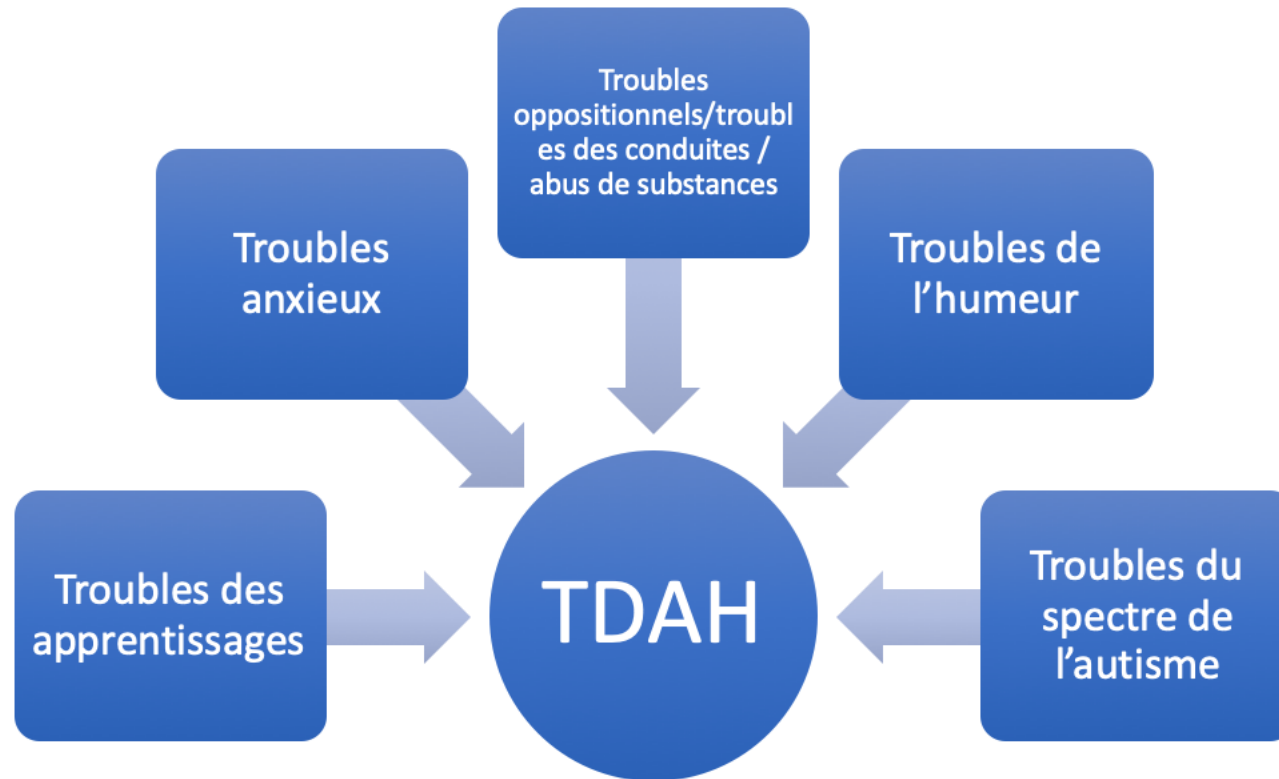 Troubles
oppositionnels/troubl
es des conduites /
abus de substances
Troubles
anxieux
Troubles de
l’humeur
Troubles des
apprentissages
TDAH
Troubles du
spectre de
l’autisme